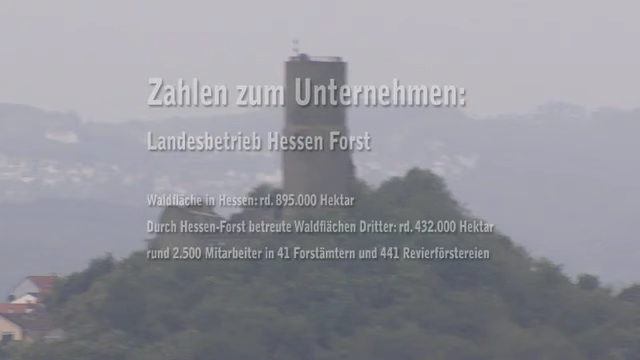 Zahlen zum Unternehmen:
Landesbetrieb Hessen Forst
Waldfläche in Hessen: rd. 895.000 Hektar
Durch Hessen-Forst betreute Waldflächen Dritter: rd. 432.000 Hektar
rund 2.500 Mitarbeiter in 41 Forstämtern und 441 Revierförstereien